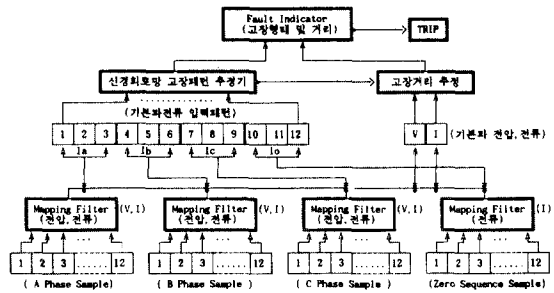 Fault Indicator
(고장형태 및 거리)
TRIP
신경회로망 고장패턴 추정기
고장거리 추정
(기본파전류 입력패턴)
1 2 3 4 5 6 7 8 9 10 11 12
V I (기본파 전압,전류)
Ia Ib Ic Io
Mapping Filter (V,I)
(전압,전류)
Mapping Filter (V,I)
(전압,전류)
Mapping Filter (V,I)
(전압,전류)
Mapping Filter (I)
(전류)
1 2 3 ...... 12
1 2 3 ...... 12
1 2 3 ...... 12
1 2 3 ...... 12
( A Phase Sample)
( B Phase Sample )
( C Phase Sample )
(Zero Sequence Sample)